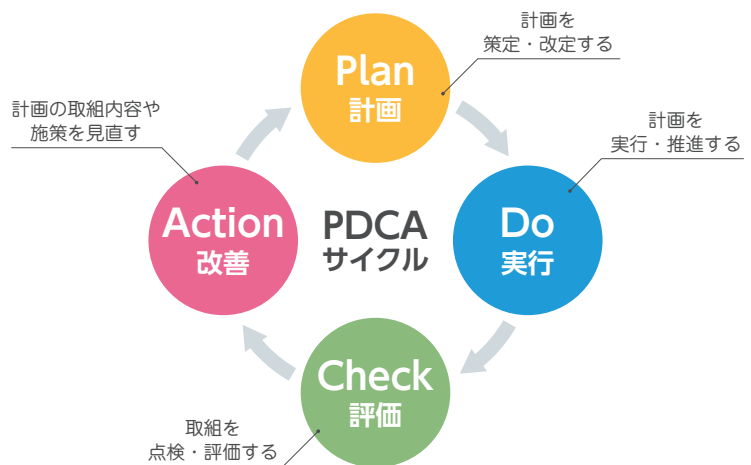 Plan
計画
計画を
策定・改定する
計画の取組内容や
施策を見直す
計画を
実行・推進する
Action
改善
PDCA
サイクル
Do
実行
Check
評価
取組を
点検・評価する